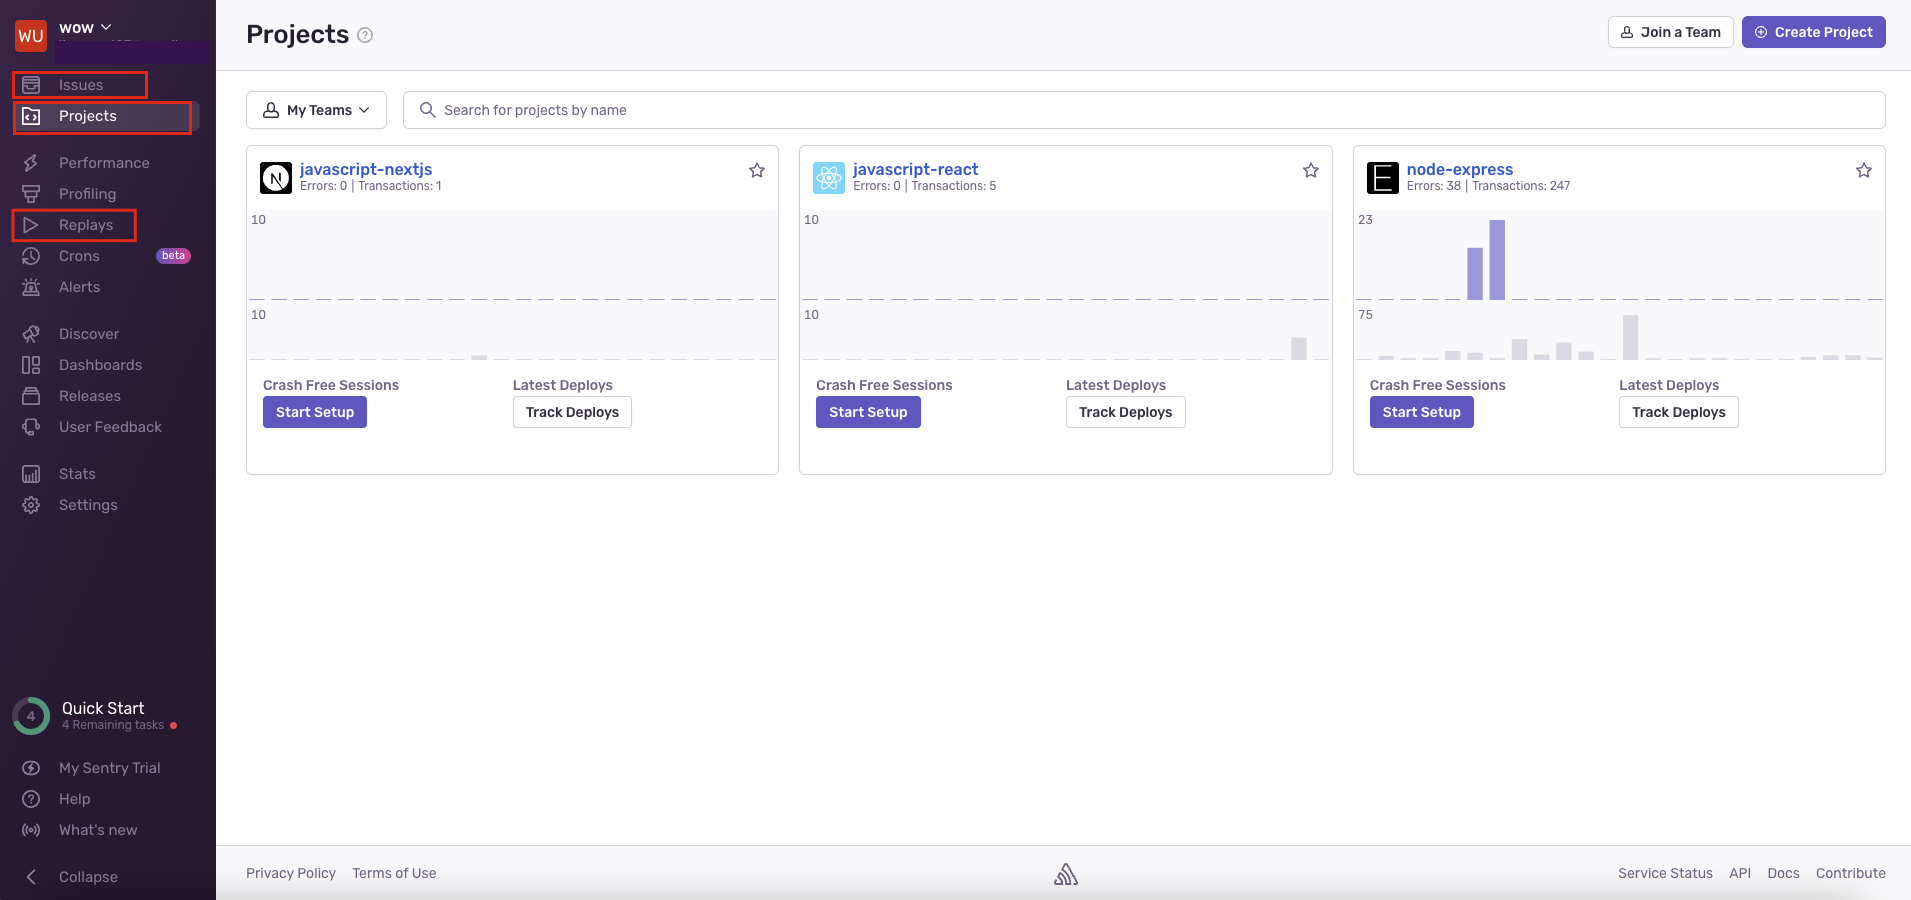 WU
wow
Issues
Projects
Performance
Profiling
Replays
Crons
beta
Alerts
Discover
Dashboards
Releases
User Feedback
Stats
Settings
4
Quick Start
4 Remaining tasks
My Sentry Trial
Help
What's new
Collapse
Projects ?
Join a Team
Create Project
My Teams
Search for projects by name
N
javascript-nextjs
Errors: 0 | Transactions: 1
10
10
Crash Free Sessions
Latest Deploys
Start Setup
Track Deploys
javascript-react
Errors: 0 | Transactions: 5
10
10
Crash Free Sessions
Latest Deploys
Start Setup
Track Deploys
E
node-express
Errors: 38 | Transactions: 247
23
75
Crash Free Sessions
Latest Deploys
Start Setup
Track Deploys
Privacy Policy
Terms of Use
Service Status
API
Docs
Contribute